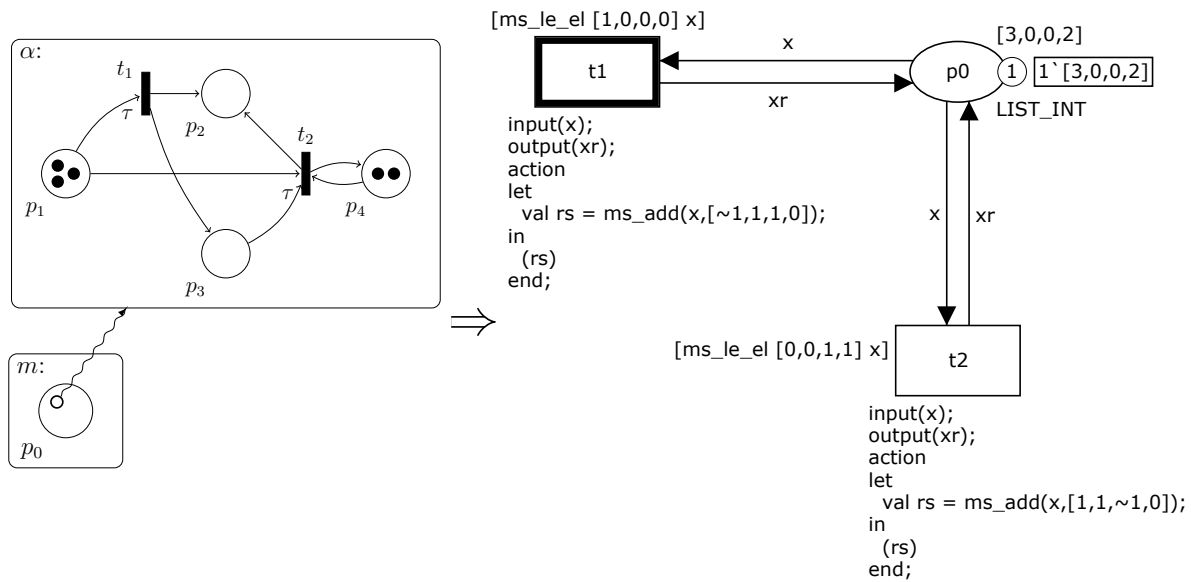 α:
t₁
τ
p₂
t₂
τ
p₁
p₄
p₃
m:
p₀
⇒
[ms_le_el [1,0,0,0] x]
t1
x
xr
p0
[3,0,0,2]
1
1`[3,0,0,2]
LIST_INT
input(x);
output(xr);
action
let
val rs = ms_add(x,[~1,1,1,0]);
in
(rs)
end;
x
xr
[ms_le_el [0,0,1,1] x]
t2
input(x);
output(xr);
action
let
val rs = ms_add(x,[1,1,~1,0]);
in
(rs)
end;